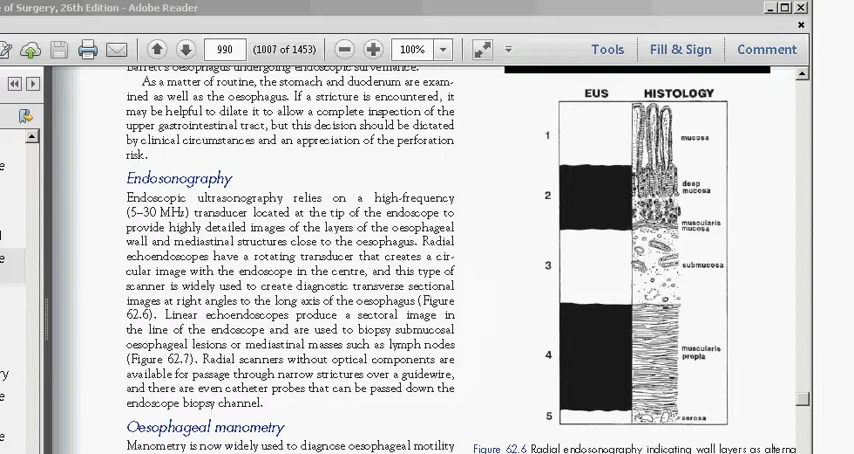 e of Surgery, 26th Edition - Adobe Reader
990
(1007 of 1453)
100%
Tools
Fill & Sign
Comment
Barrett's oesophagus undergoing endoscopic surveillance.
As a matter of routine, the stomach and duodenum are exam-
ined as well as the oesophagus. If a stricture is encountered, it
may be helpful to dilate it to allow a complete inspection of the
upper gastrointestinal tract, but this decision should be dictated
by clinical circumstances and an appreciation of the perforation
risk.
Endosonography
Endoscopic ultrasonography relies on a high-frequency
(5–30 MHz) transducer located at the tip of the endoscope to
provide highly detailed images of the layers of the oesophageal
wall and mediastinal structures close to the oesophagus. Radial
echoendoscopes have a rotating transducer that creates a cir-
cular image with the endoscope in the centre, and this type of
scanner is widely used to create diagnostic transverse sectional
images at right angles to the long axis of the oesophagus (Figure
62.6). Linear echoendoscopes produce a sectoral image in
the line of the endoscope and are used to biopsy submucosal
oesophageal lesions or mediastinal masses such as lymph nodes
(Figure 62.7). Radial scanners without optical components are
available for passage through narrow strictures over a guidewire,
and there are even catheter probes that can be passed down the
endoscope biopsy channel.
Oesophageal manometry
Manometry is now widely used to diagnose oesophageal motility
EUS
HISTOLOGY
1
mucosa
2
deep
mucosa
muscularis
mucosa
3
submucosa
4
muscularis
propia
5
serosa
Figure 62.6 Radial endosonography indicating wall layers as alterna
e
l
e
ry
e
e